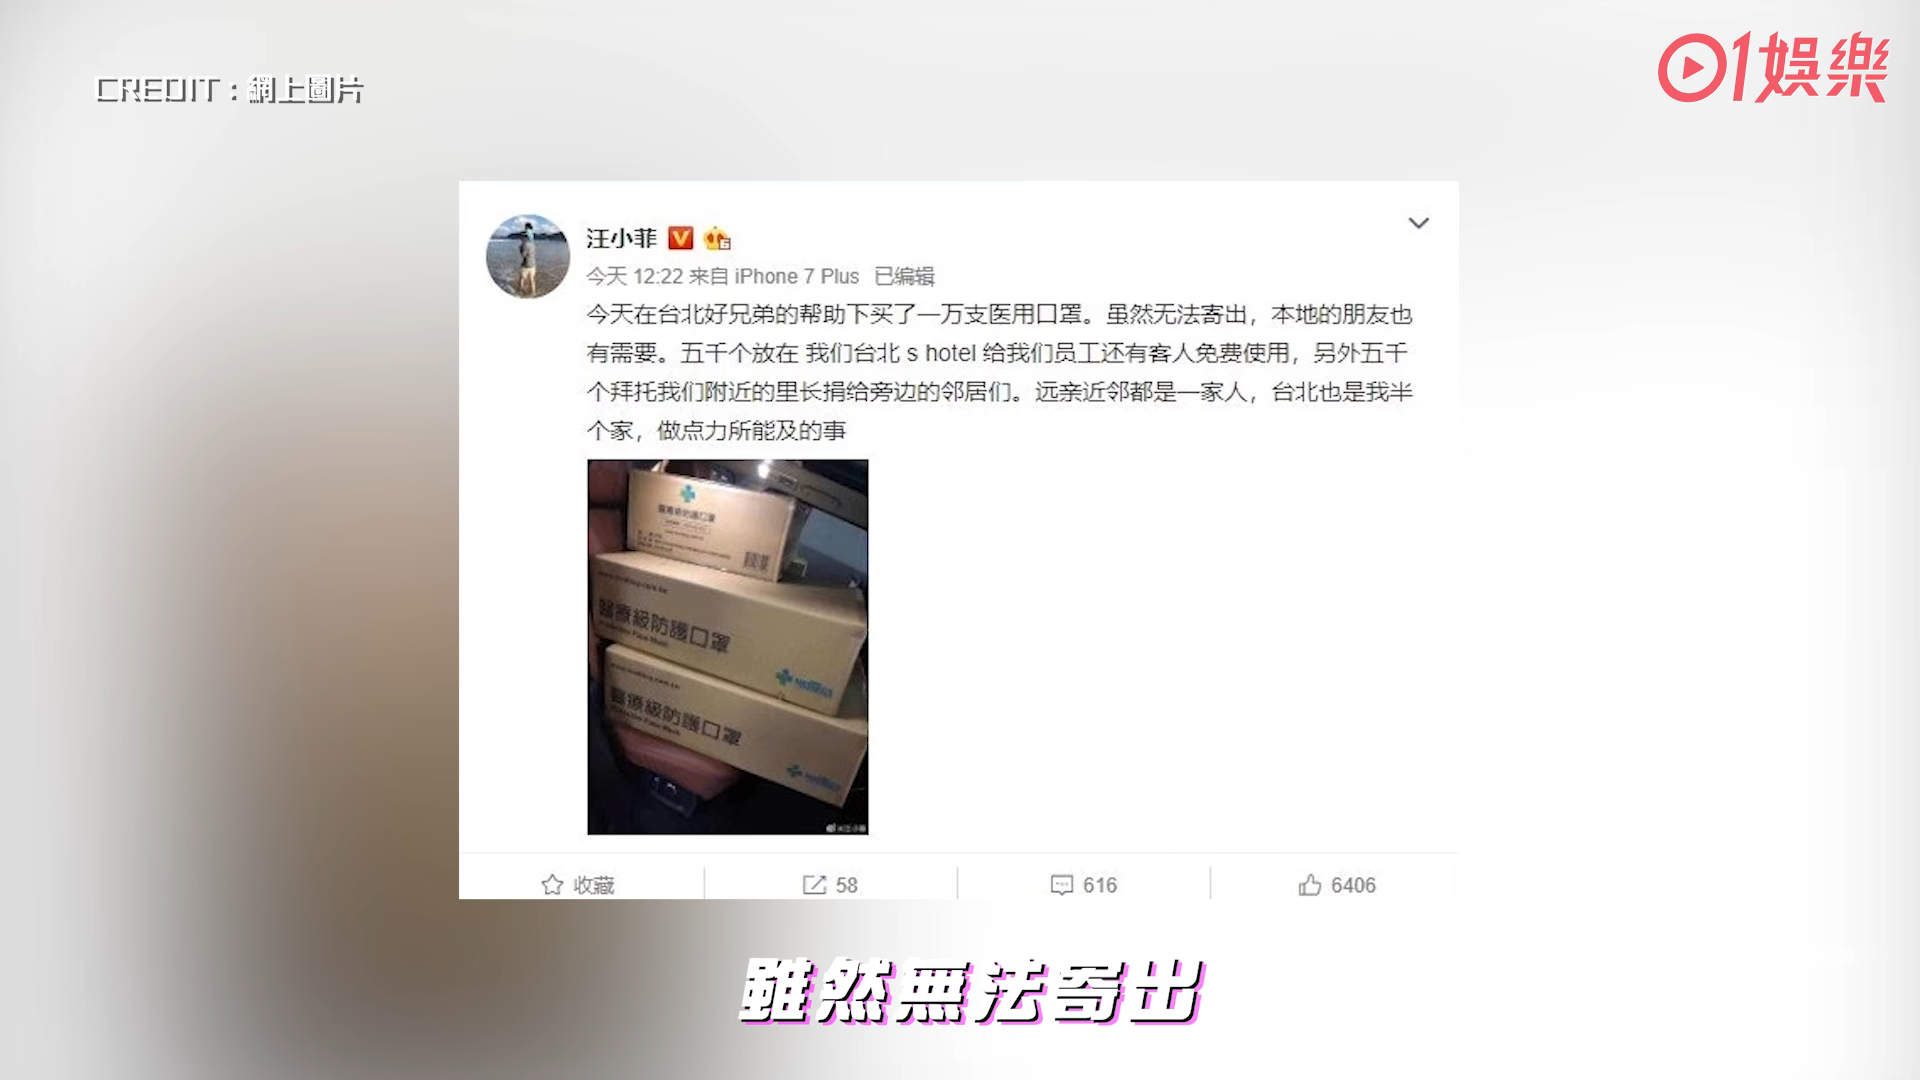 CREDIT : 網上圖片
01娛樂
汪小菲
今天 12:22 来自 iPhone 7 Plus 已编辑
今天在台北好兄弟的帮助下买了一万支医用口罩。虽然无法寄出，本地的朋友也
有需要。五千个放在 我们台北 s hotel 给我们员工还有客人免费使用，另外五千
个拜托我们附近的里长捐给旁边的邻居们。远亲近邻都是一家人，台北也是我半
个家，做点力所能及的事
醫療級防護口罩
醫療級防護口罩
醫療級防護口罩
收藏
58
616
6406
雖然無法寄出